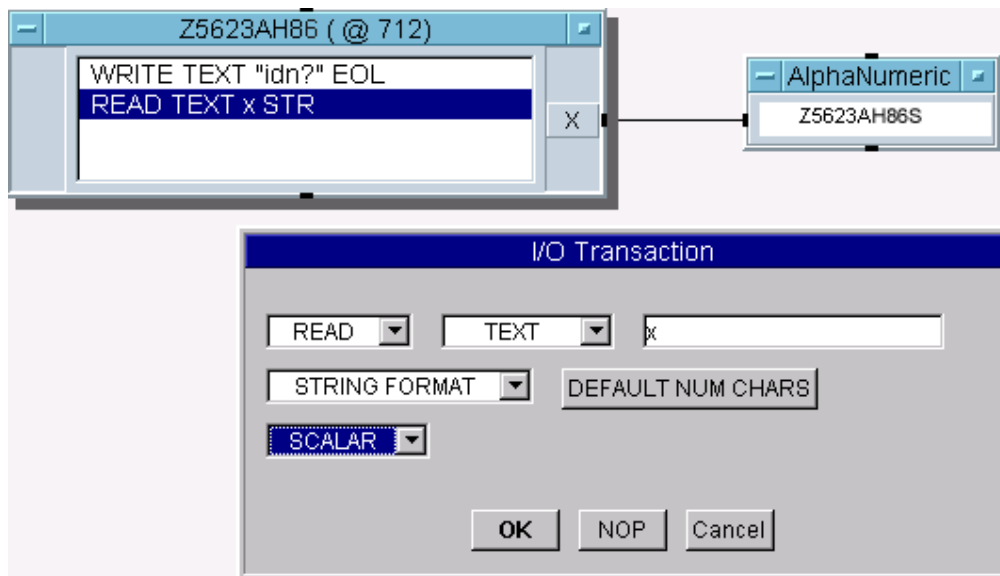 Z5623AH86 ( @ 712)
WRITE TEXT "idn?" EOL
READ TEXT x STR
X
AlphaNumeric
Z5623AH86S
I/O Transaction
READ TEXT x
STRING FORMAT DEFAULT NUM CHARS
SCALAR
OK NOP Cancel